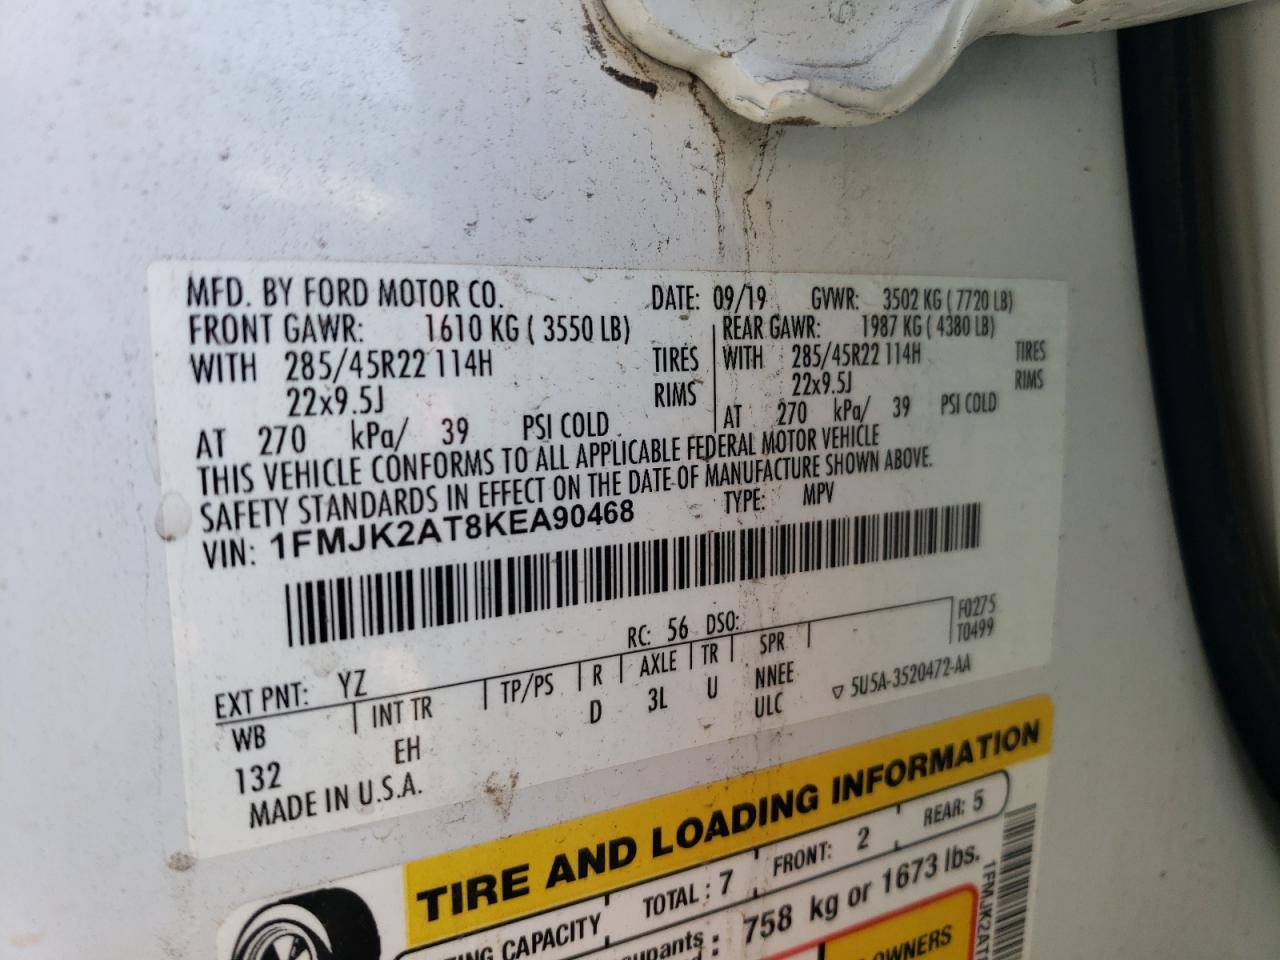 MFD. BY FORD MOTOR CO. DATE: 09/19 GVWR: 3502 KG ( 7720 LB)
FRONT GAWR: 1610 KG ( 3550 LB) REAR GAWR: 1987 KG ( 4380 LB)
WITH 285/45R22 114H TIRES WITH 285/45R22 114H TIRES
22x9.5J RIMS 22x9.5J RIMS
AT 270 kPa/ 39 PSI COLD AT 270 kPa/ 39 PSI COLD
THIS VEHICLE CONFORMS TO ALL APPLICABLE FEDERAL MOTOR VEHICLE
SAFETY STANDARDS IN EFFECT ON THE DATE OF MANUFACTURE SHOWN ABOVE.
VIN: 1FMJK2AT8KEA90468 TYPE: MPV
F0275
T0499
EXT PNT: YZ RC: 56 DSO:
WB INT TR TP/PS R AXLE TR SPR
132 EH D 3L U NNEE
ULC
5U5A-3520472-AA
MADE IN U.S.A.
TIRE AND LOADING INFORMATION
CAPACITY TOTAL : 7 FRONT: 2 REAR: 5
758 kg or 1673 lbs.
OWNERS